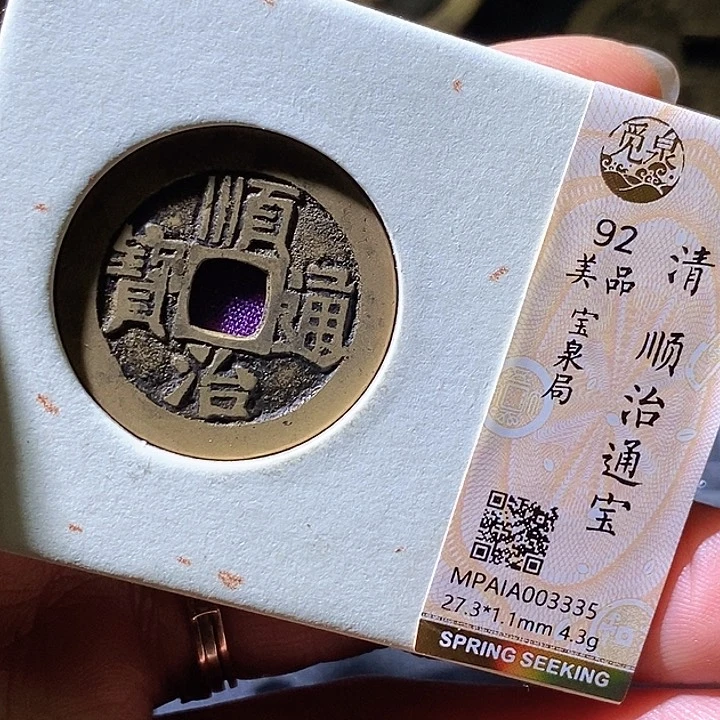 順
治
通
寳
觅泉
清
顺治通宝
92
美品
宝泉局
MPAIA003335
27.3*1.1mm 4.3g
SPRING SEEKING